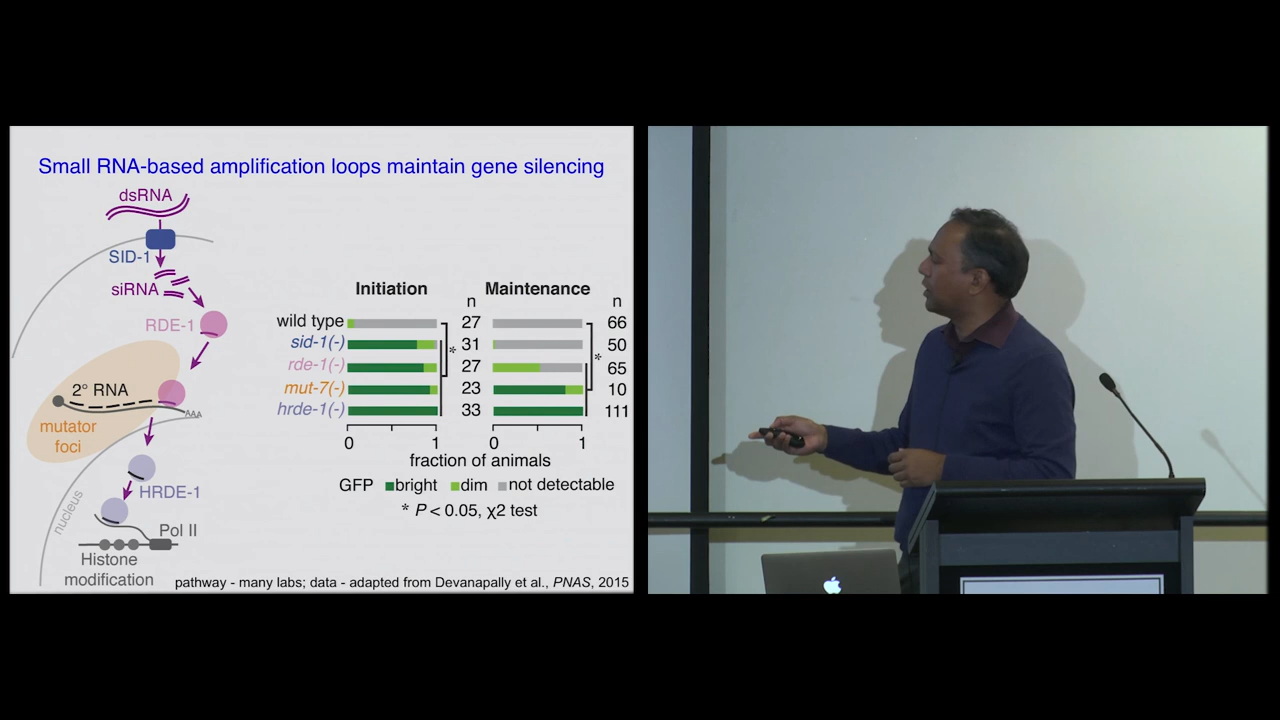 Small RNA-based amplification loops maintain gene silencing
dsRNA
SID-1
siRNA
RDE-1
2° RNA
AAA
mutator
foci
HRDE-1
nucleus
Pol II
Histone
modification
Initiation
Maintenance
n
n
wild type 27 66
sid-1(-) 31 50
rde-1(-) 27 65
mut-7(-) 23 10
hrde-1(-) 33 111
*
*
0 1 0 1
fraction of animals
GFP bright dim not detectable
* P < 0.05, χ2 test
pathway - many labs; data - adapted from Devanapally et al., PNAS, 2015